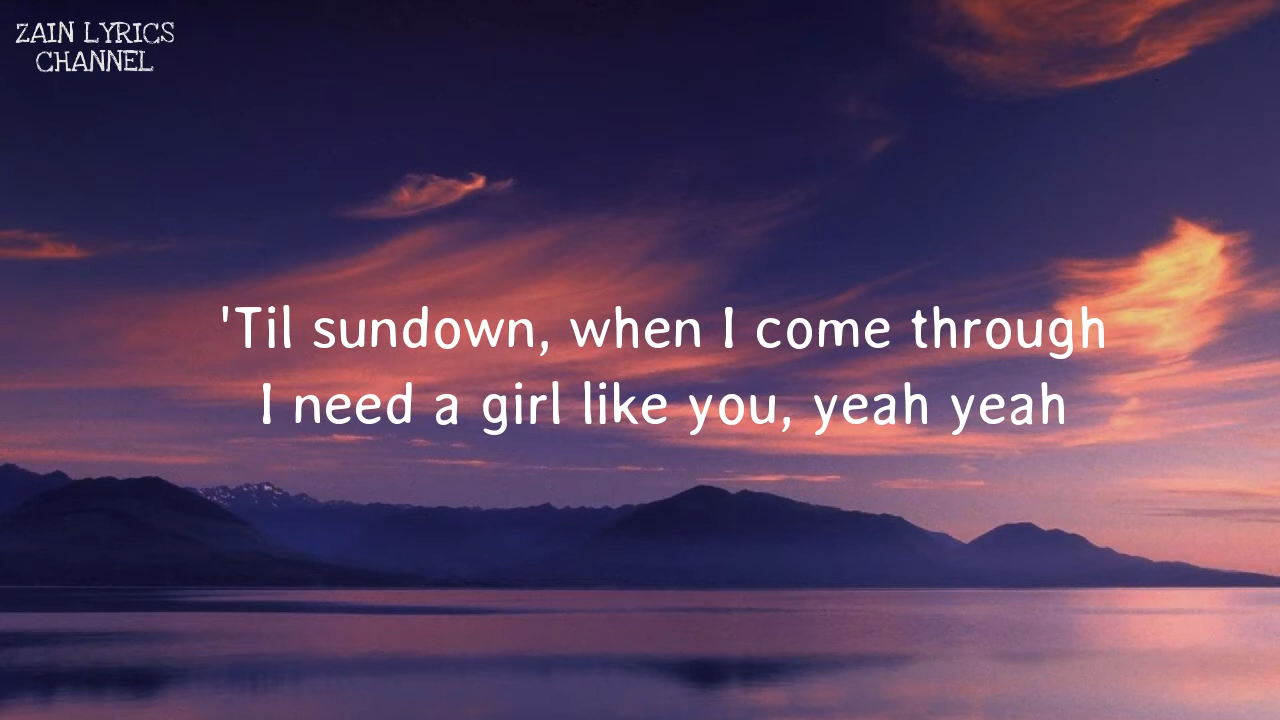 ZAIN LYRICS
CHANNEL
'Til sundown, when I come through
I need a girl like you, yeah yeah